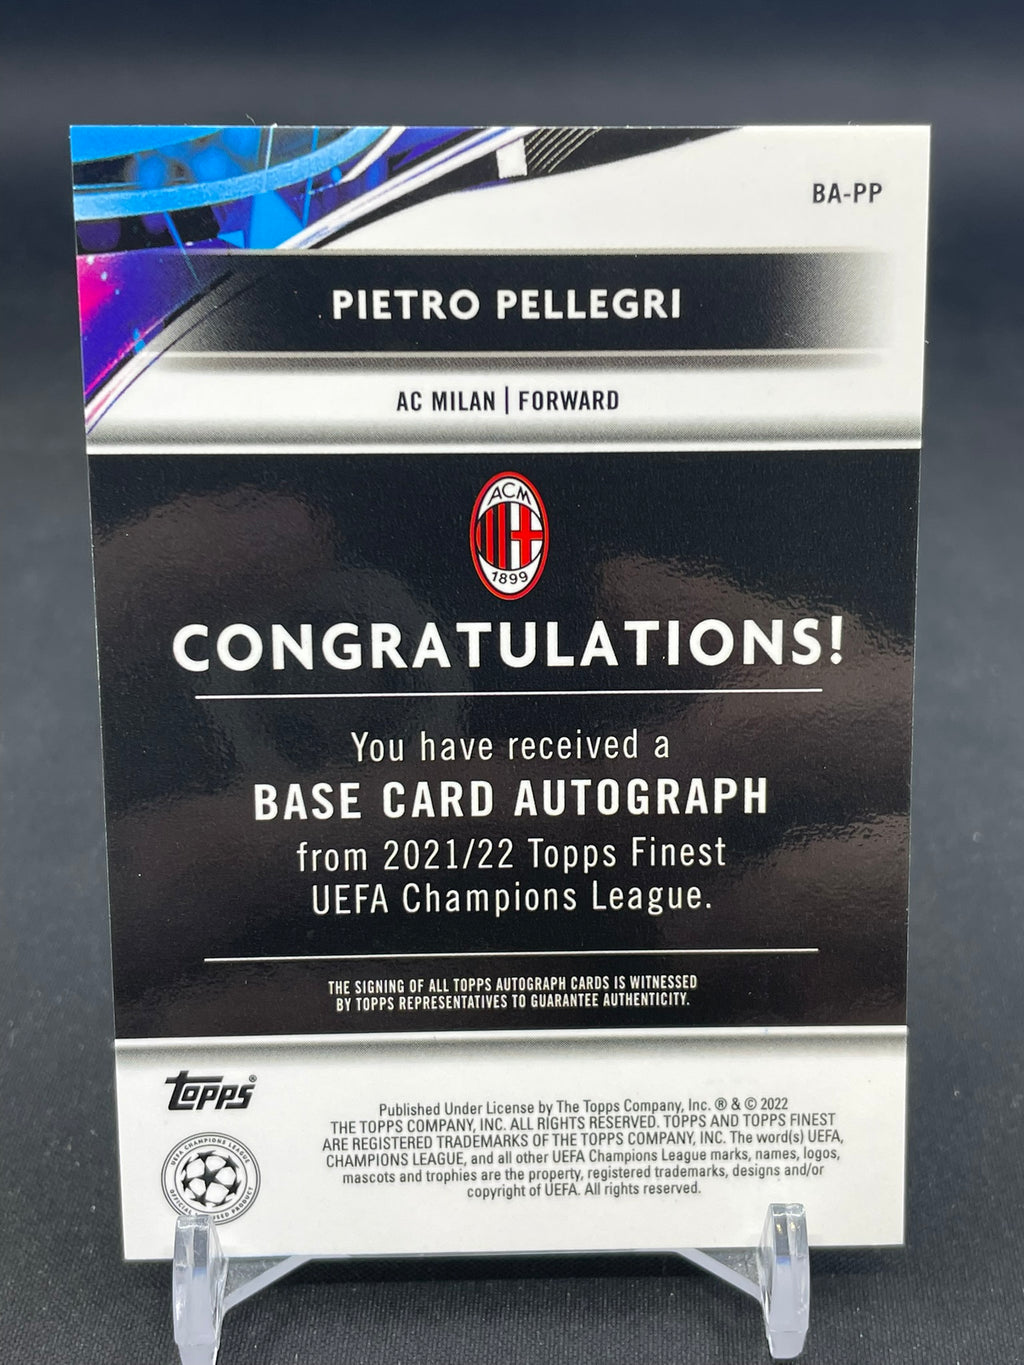 BA-PP
PIETRO PELLEGRI
AC MILAN | FORWARD
ACM
1899
CONGRATULATIONS!
You have received a
BASE CARD AUTOGRAPH
from 2021/22 Topps Finest
UEFA Champions League.
THE SIGNING OF ALL TOPPS AUTOGRAPH CARDS IS WITNESSED
BY TOPPS REPRESENTATIVES TO GUARANTEE AUTHENTICITY.
Topps®
UEFA CHAMPIONS LEAGUE
OFFICIAL PRODUCT
Published Under License by The Topps Company, Inc. ® & © 2022
THE TOPPS COMPANY, INC. ALL RIGHTS RESERVED. TOPPS AND TOPPS FINEST
ARE REGISTERED TRADEMARKS OF THE TOPPS COMPANY, INC. The word(s) UEFA,
CHAMPIONS LEAGUE, and all other UEFA Champions League marks, names, logos,
mascots and trophies are the property, registered trademarks, designs and/or
copyright of UEFA. All rights reserved.